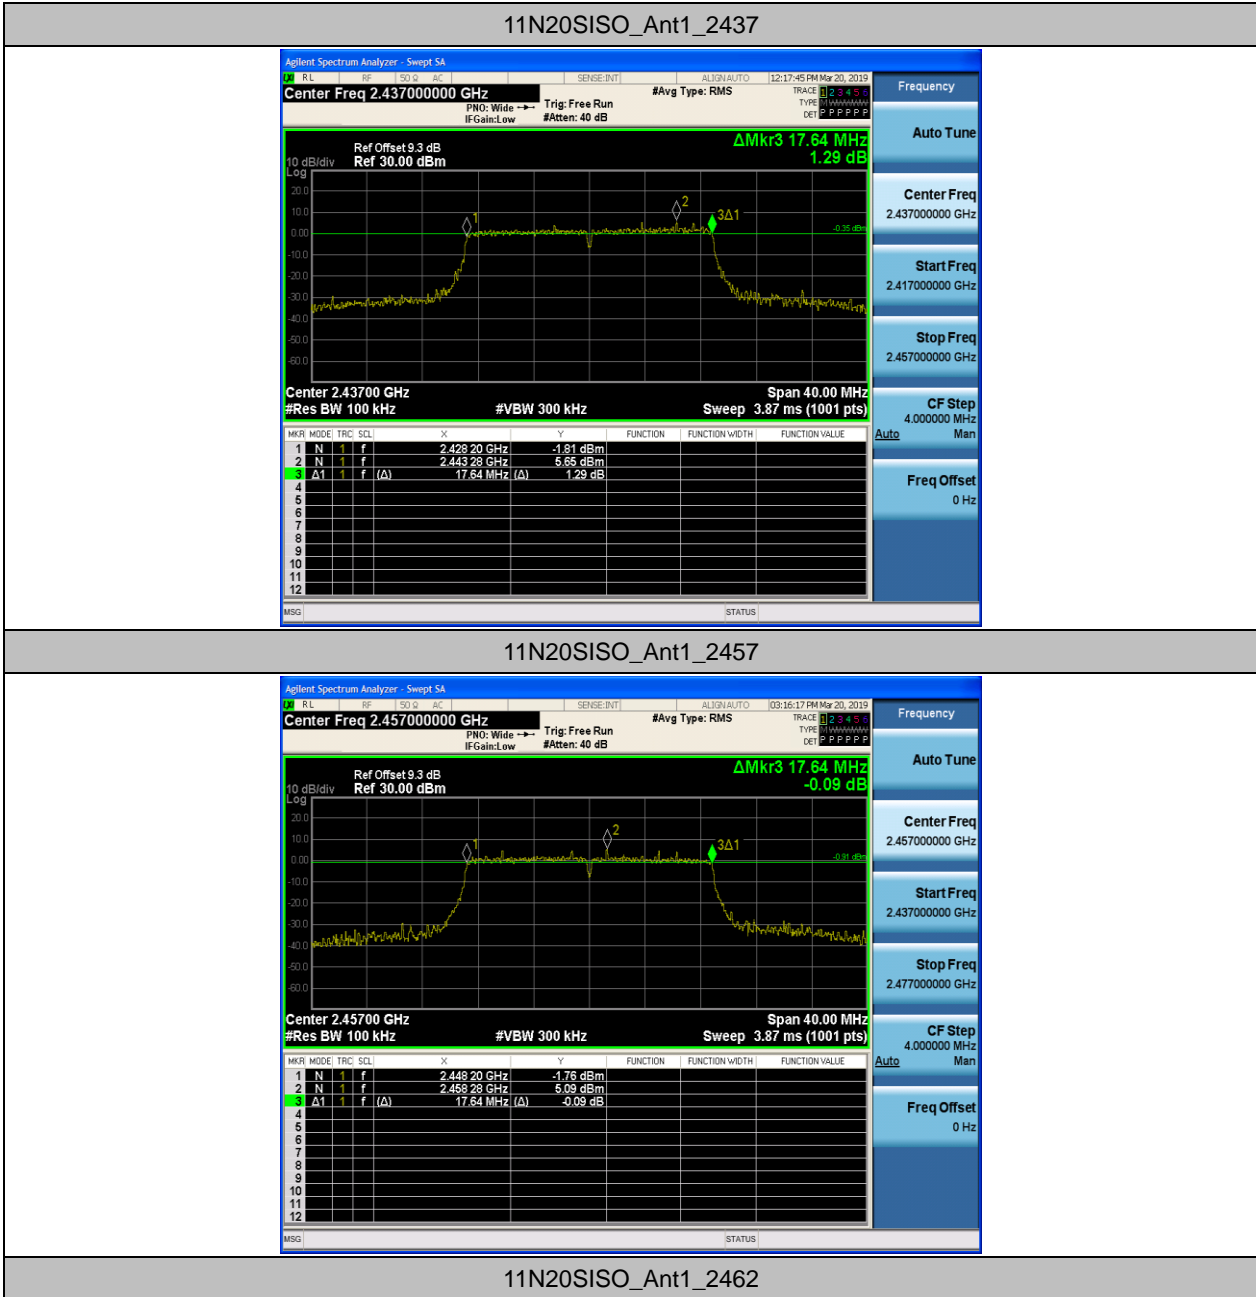 11N20SISO_Ant1_2437
Agilent Spectrum Analyzer - Swept SA
LXI RL RF 50 Ω AC SENSE:INT ALIGNAUTO 12:17:45 PM Mar 20, 2019
Center Freq 2.437000000 GHz
PNO: Wide
IFGain:Low
Trig: Free Run
#Atten: 40 dB
#Avg Type: RMS
TRACE 1 2 3 4 5 6
TYPE M WWWWW
DET P P P P P P
ΔMkr3 17.64 MHz
1.29 dB
Ref Offset 9.3 dB
10 dB/div Ref 30.00 dBm
Log
20.0
10.0
0.00
-10.0
-20.0
-30.0
-40.0
-50.0
-60.0
1
2
3Δ1
-0.35 dBm
Center 2.43700 GHz Span 40.00 MHz
#Res BW 100 kHz #VBW 300 kHz Sweep 3.87 ms (1001 pts)
MKR MODE TRC SCL X Y FUNCTION FUNCTION WIDTH FUNCTION VALUE
1 N 1 f 2.428 20 GHz -1.81 dBm
2 N 1 f 2.443 28 GHz 5.65 dBm
3 Δ1 1 f (Δ) 17.64 MHz (Δ) 1.29 dB
4
5
6
7
8
9
10
11
12
MSG STATUS
Frequency
Auto Tune
Center Freq
2.437000000 GHz
Start Freq
2.417000000 GHz
Stop Freq
2.457000000 GHz
CF Step
4.000000 MHz
Auto Man
Freq Offset
0 Hz
11N20SISO_Ant1_2457
Agilent Spectrum Analyzer - Swept SA
LXI RL RF 50 Ω AC SENSE:INT ALIGNAUTO 03:16:17 PM Mar 20, 2019
Center Freq 2.457000000 GHz
PNO: Wide
IFGain:Low
Trig: Free Run
#Atten: 40 dB
#Avg Type: RMS
TRACE 1 2 3 4 5 6
TYPE M WWWWW
DET P P P P P P
ΔMkr3 17.64 MHz
-0.09 dB
Ref Offset 9.3 dB
10 dB/div Ref 30.00 dBm
Log
20.0
10.0
0.00
-10.0
-20.0
-30.0
-40.0
-50.0
-60.0
1
2
3Δ1
-0.91 dBm
Center 2.45700 GHz Span 40.00 MHz
#Res BW 100 kHz #VBW 300 kHz Sweep 3.87 ms (1001 pts)
MKR MODE TRC SCL X Y FUNCTION FUNCTION WIDTH FUNCTION VALUE
1 N 1 f 2.448 20 GHz -1.76 dBm
2 N 1 f 2.458 28 GHz 5.09 dBm
3 Δ1 1 f (Δ) 17.64 MHz (Δ) -0.09 dB
4
5
6
7
8
9
10
11
12
MSG STATUS
Frequency
Auto Tune
Center Freq
2.457000000 GHz
Start Freq
2.437000000 GHz
Stop Freq
2.477000000 GHz
CF Step
4.000000 MHz
Auto Man
Freq Offset
0 Hz
11N20SISO_Ant1_2462